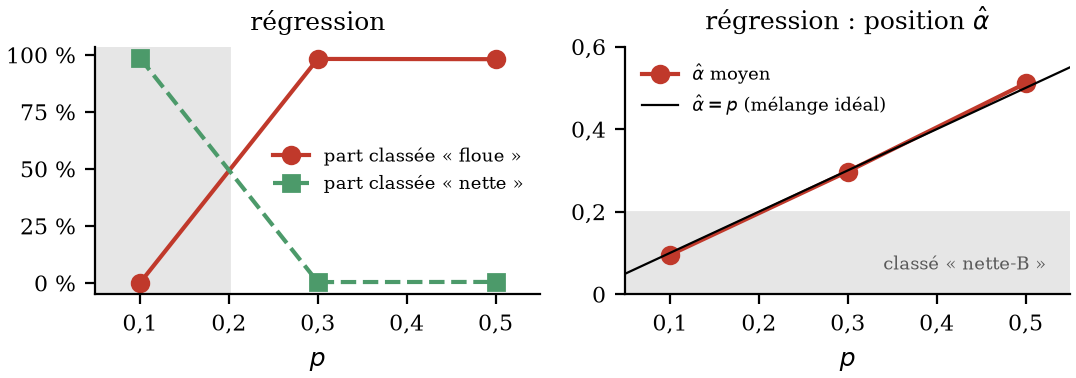 régression
100 %
75 %
50 %
25 %
0 %
part classée « floue »
part classée « nette »
0,1 0,2 0,3 0,4 0,5
p
régression : position α̂
0,6
0,4
0,2
0
α̂ moyen
α̂ = p (mélange idéal)
classé « nette-B »
0,1 0,2 0,3 0,4 0,5
p